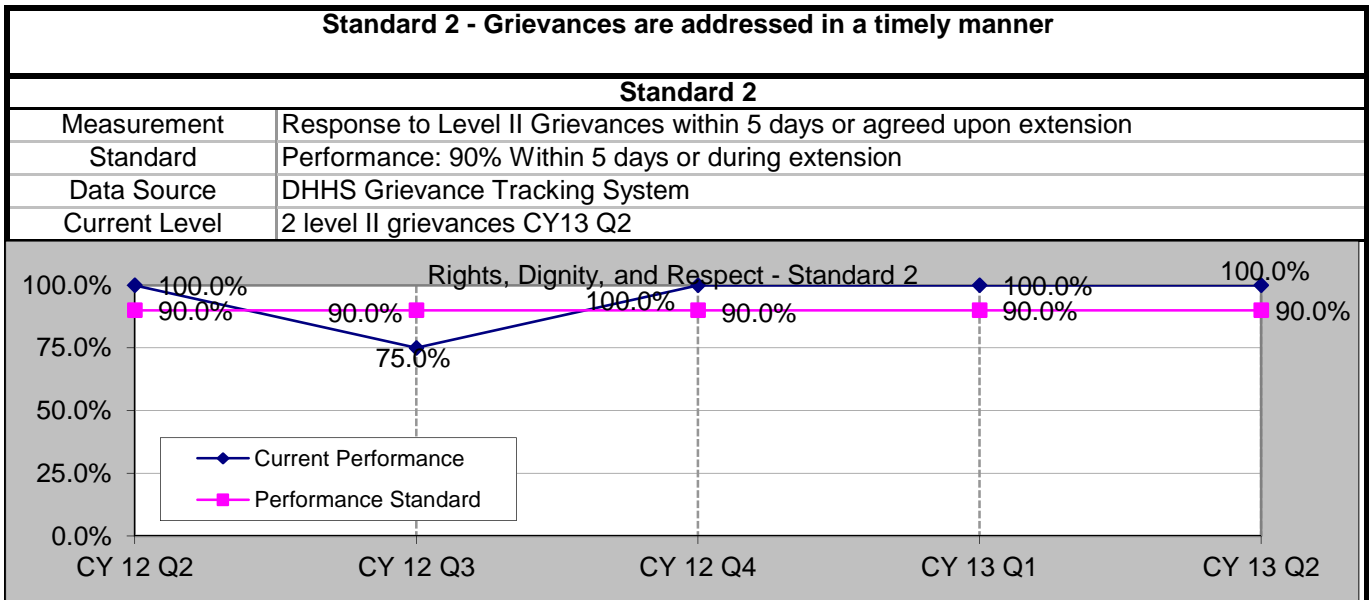 Standard 2 - Grievances are addressed in a timely manner
Standard 2
Measurement Response to Level II Grievances within 5 days or agreed upon extension
Standard Performance: 90% Within 5 days or during extension
Data Source DHHS Grievance Tracking System
Current Level 2 level II grievances CY13 Q2
Rights, Dignity, and Respect - Standard 2
100.0% 100.0% 100.0% 100.0% 100.0%
90.0% 90.0% 90.0% 90.0% 90.0%
75.0% 75.0%
50.0%
25.0%
0.0%
Current Performance
Performance Standard
CY 12 Q2 CY 12 Q3 CY 12 Q4 CY 13 Q1 CY 13 Q2